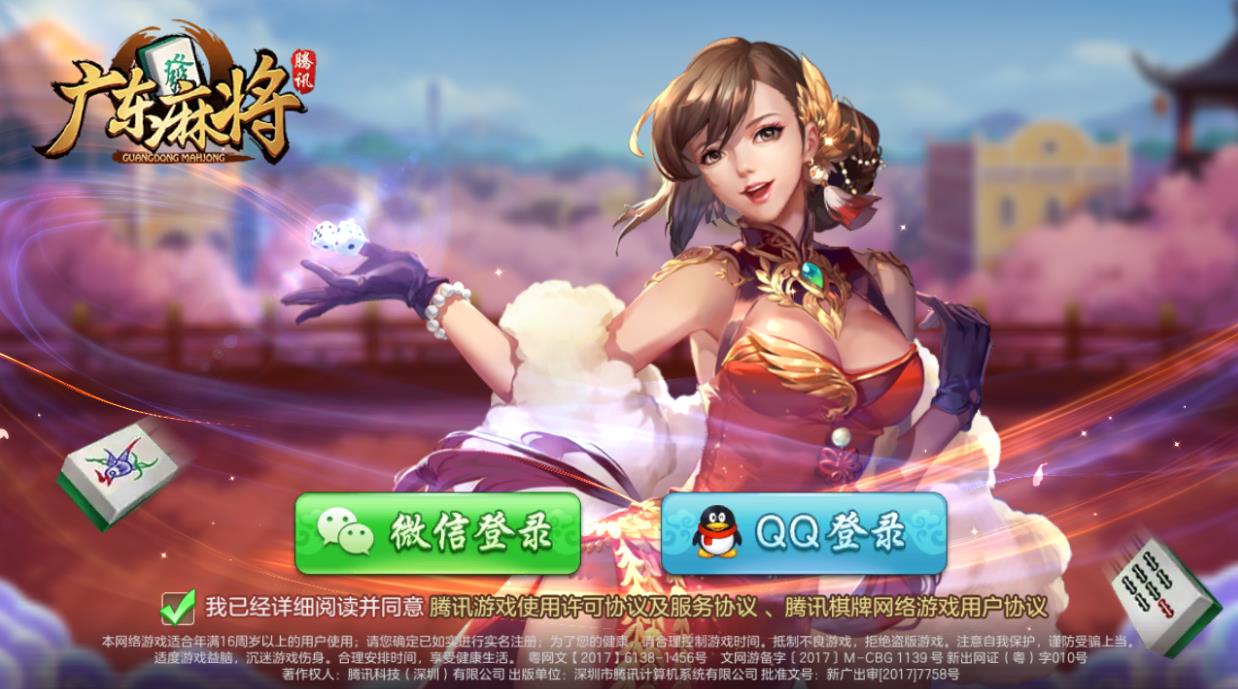 發
广东麻将
腾讯
GUANGDONG MAHJONG
微信登录
QQ登录
我已经详细阅读并同意 腾讯游戏使用许可协议及服务协议 、腾讯棋牌网络游戏用户协议
本网络游戏适合年满16周岁以上的用户使用；请您确定已如实进行实名注册；为了您的健康，请合理控制游戏时间。抵制不良游戏，拒绝盗版游戏。注意自我保护，谨防受骗上当。
适度游戏益脑，沉迷游戏伤身。合理安排时间，享受健康生活。 粤网文【2017】6138-1456号 文网游备字〔2017〕M-CBG 1139 号 新出网证（粤）字010号
著作权人：腾讯科技（深圳）有限公司 出版单位：深圳市腾讯计算机系统有限公司 批准文号：新广出审[2017]7758号